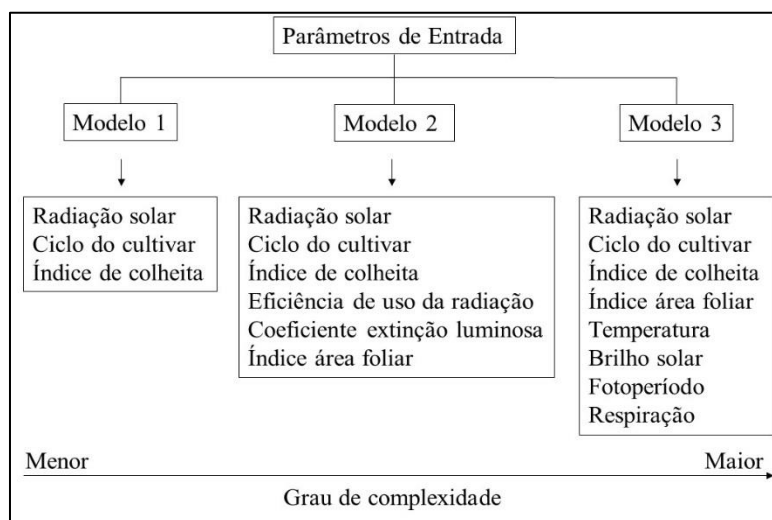 Parâmetros de Entrada
Modelo 1
Modelo 2
Modelo 3
Radiação solar
Ciclo do cultivar
Índice de colheita
Radiação solar
Ciclo do cultivar
Índice de colheita
Eficiência de uso da radiação
Coeficiente extinção luminosa
Índice área foliar
Radiação solar
Ciclo do cultivar
Índice de colheita
Índice área foliar
Temperatura
Brilho solar
Fotoperíodo
Respiração
Menor
Maior
Grau de complexidade